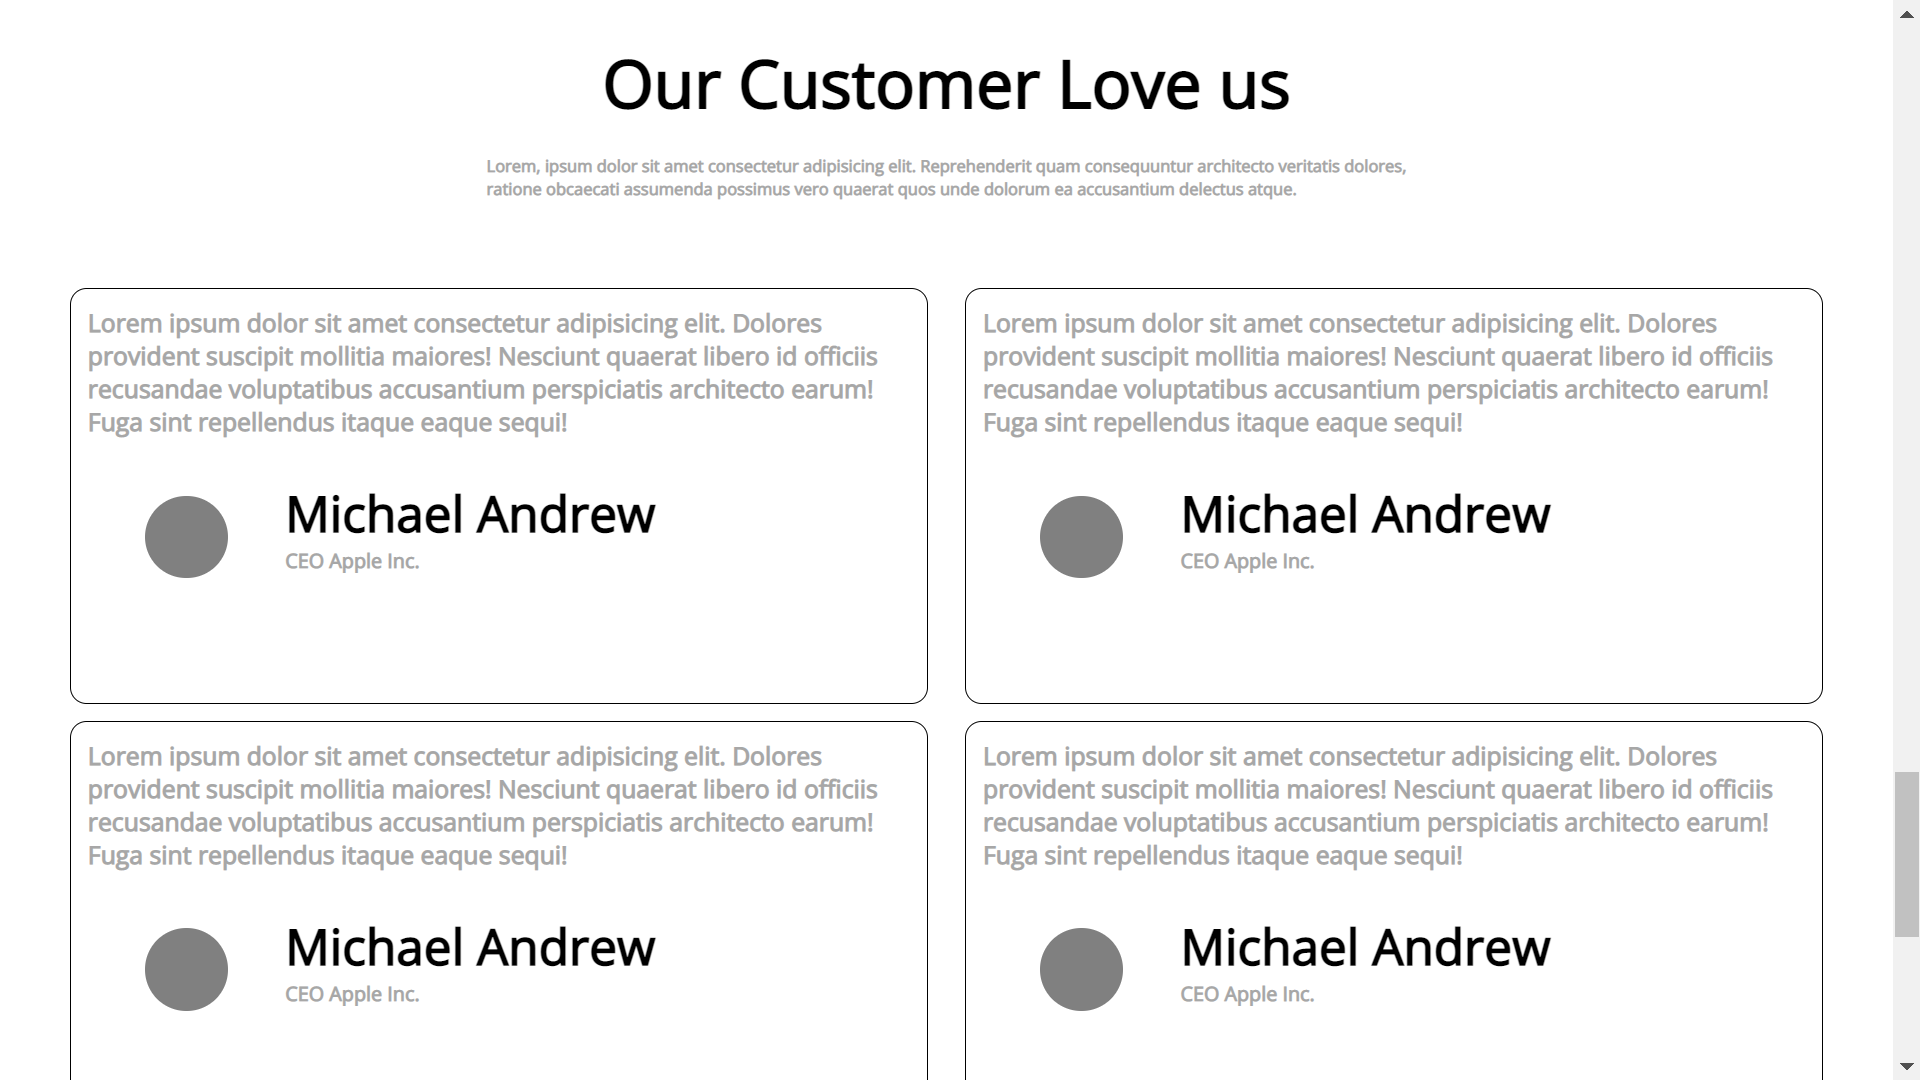 Our Customer Love us
Lorem, ipsum dolor sit amet consectetur adipisicing elit. Reprehenderit quam consequuntur architecto veritatis dolores,
ratione obcaecati assumenda possimus vero quaerat quos unde dolorum ea accusantium delectus atque.
Lorem ipsum dolor sit amet consectetur adipisicing elit. Dolores
provident suscipit mollitia maiores! Nesciunt quaerat libero id officiis
recusandae voluptatibus accusantium perspiciatis architecto earum!
Fuga sint repellendus itaque eaque sequi!
Michael Andrew
CEO Apple Inc.
Lorem ipsum dolor sit amet consectetur adipisicing elit. Dolores
provident suscipit mollitia maiores! Nesciunt quaerat libero id officiis
recusandae voluptatibus accusantium perspiciatis architecto earum!
Fuga sint repellendus itaque eaque sequi!
Michael Andrew
CEO Apple Inc.
Lorem ipsum dolor sit amet consectetur adipisicing elit. Dolores
provident suscipit mollitia maiores! Nesciunt quaerat libero id officiis
recusandae voluptatibus accusantium perspiciatis architecto earum!
Fuga sint repellendus itaque eaque sequi!
Michael Andrew
CEO Apple Inc.
Lorem ipsum dolor sit amet consectetur adipisicing elit. Dolores
provident suscipit mollitia maiores! Nesciunt quaerat libero id officiis
recusandae voluptatibus accusantium perspiciatis architecto earum!
Fuga sint repellendus itaque eaque sequi!
Michael Andrew
CEO Apple Inc.